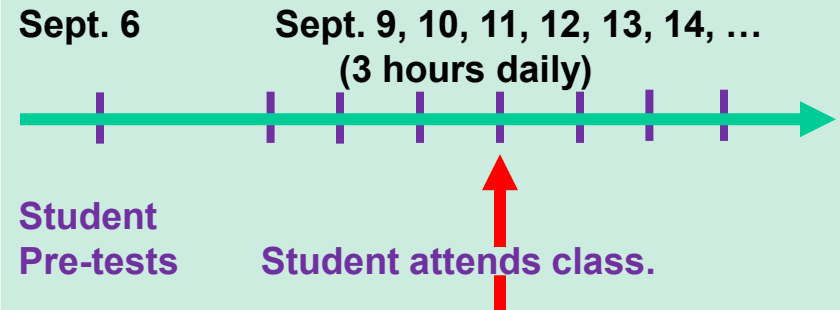 Sept. 6
Sept. 9, 10, 11, 12, 13, 14, …
(3 hours daily)
Student
Pre-tests
Student attends class.